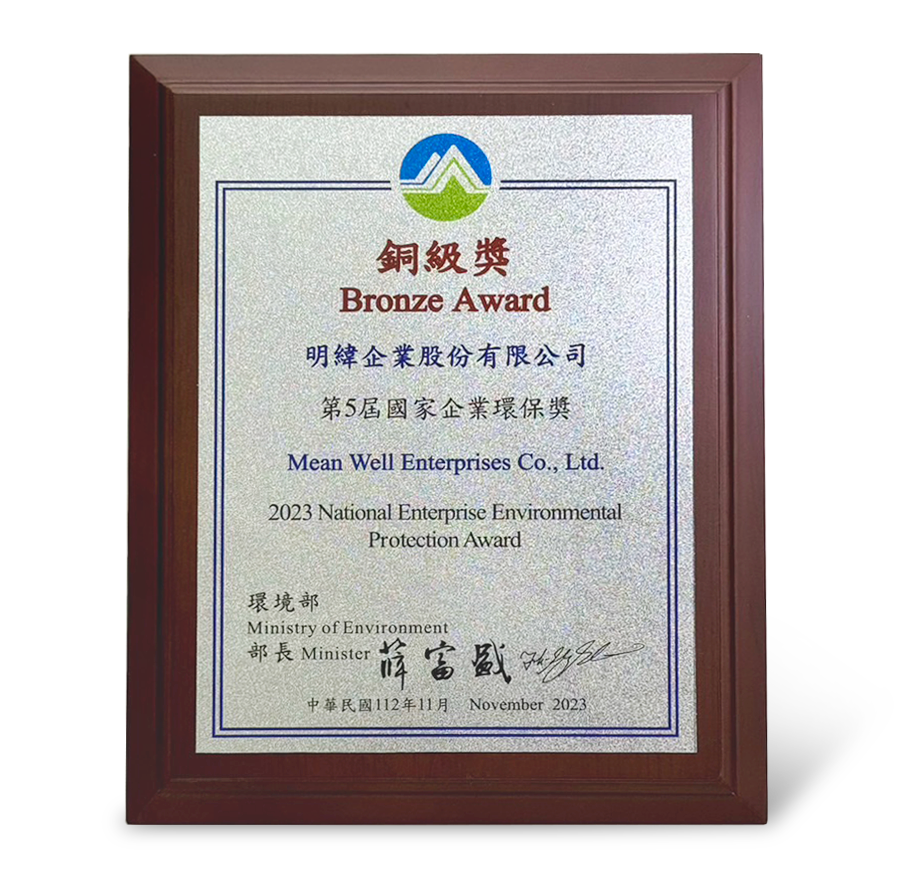 銅級獎
Bronze Award
明緯企業股份有限公司
第5屆國家企業環保獎
Mean Well Enterprises Co., Ltd.
2023 National Enterprise Environmental
Protection Award
環境部
Ministry of Environment
部長 Minister 薛富盛
中華民國112年11月 November 2023